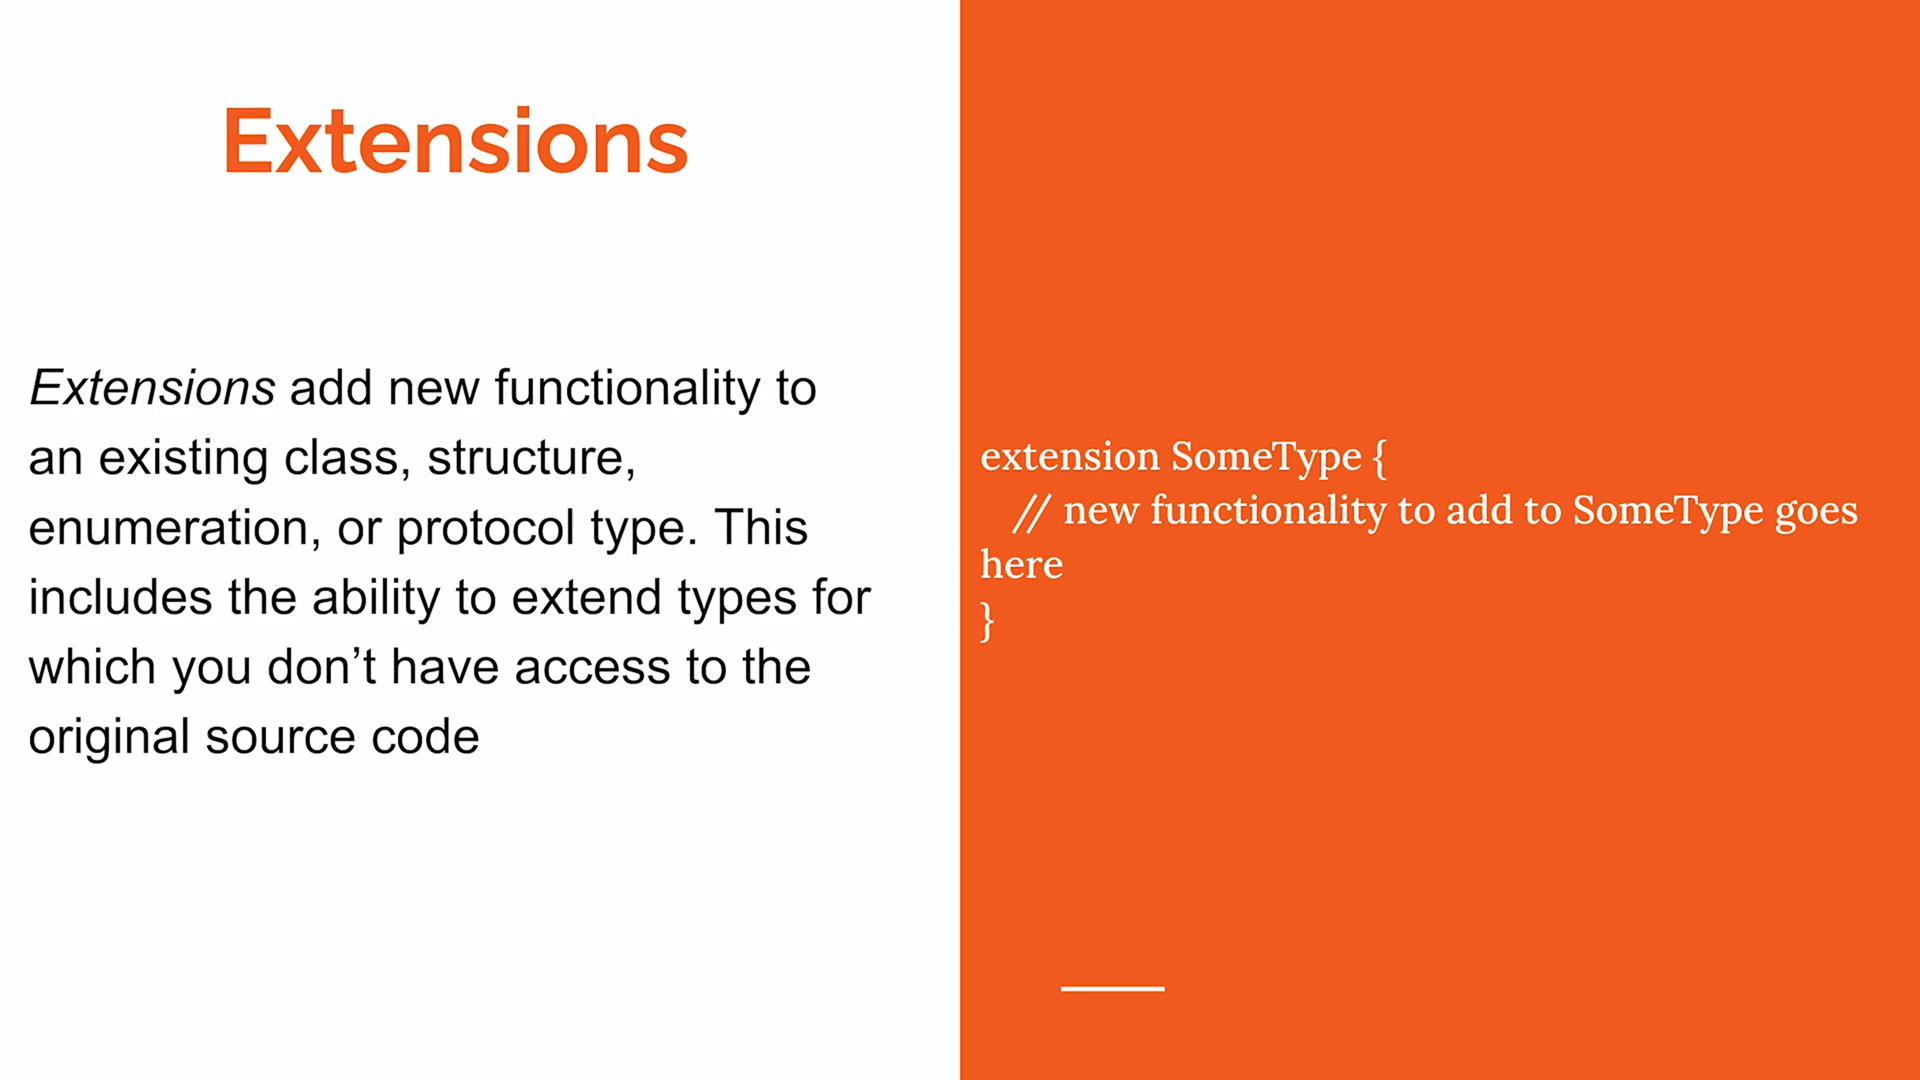 Extensions
Extensions add new functionality to
an existing class, structure,
enumeration, or protocol type. This
includes the ability to extend types for
which you don’t have access to the
original source code
extension SomeType {
// new functionality to add to SomeType goes
here
}